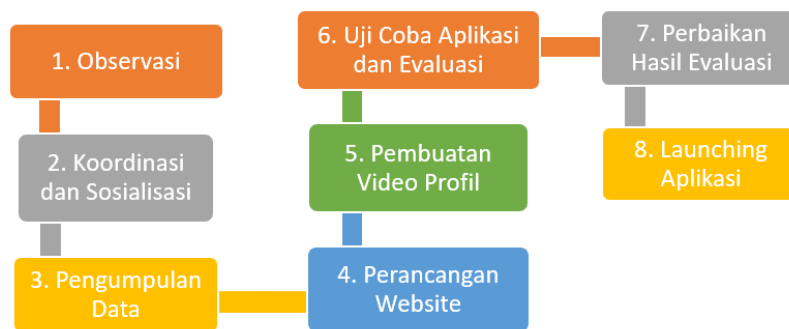 1. Observasi
2. Koordinasi
dan Sosialisasi
3. Pengumpulan
Data
4. Perancangan
Website
5. Pembuatan
Video Profil
6. Uji Coba Aplikasi
dan Evaluasi
7. Perbaikan
Hasil Evaluasi
8. Launching
Aplikasi